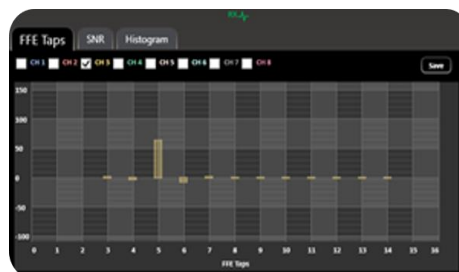 FFE Taps SNR Histogram
CH 1 CH 2 CH 3 CH 4 CH 5 CH 6 CH 7 CH 8 Save
150
100
50
0
-50
-100
0 1 2 3 4 5 6 7 8 9 10 11 12 13 14 15 16
FFE Taps